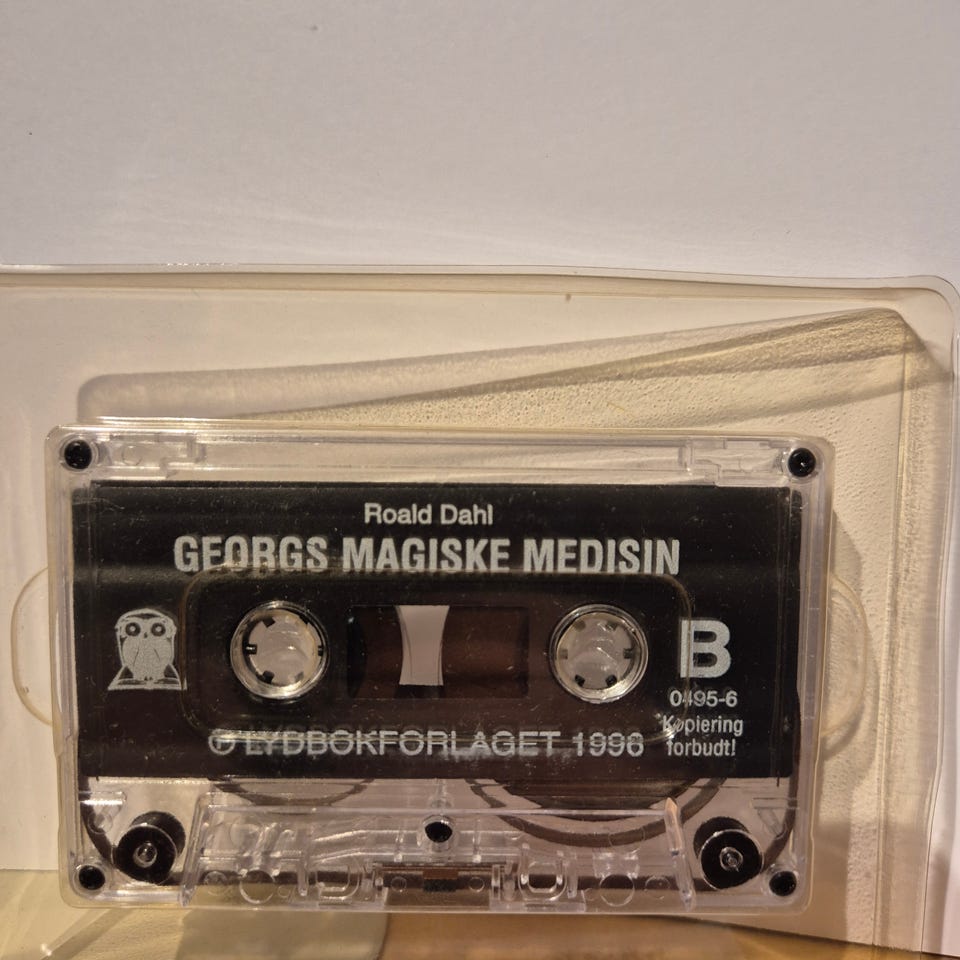 Roald Dahl
GEORGS MAGISKE MEDISIN
B
0495-6
Kopiering
forbudt!
℗ LYDBOKFORLAGET 1996